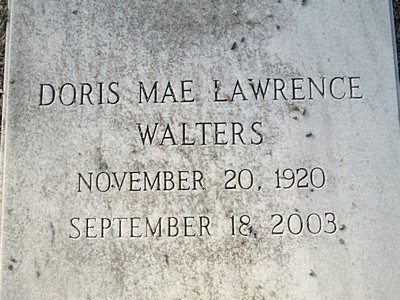 DORIS MAE LAWRENCE
WALTERS
NOVEMBER 20, 1920
SEPTEMBER 18, 2003